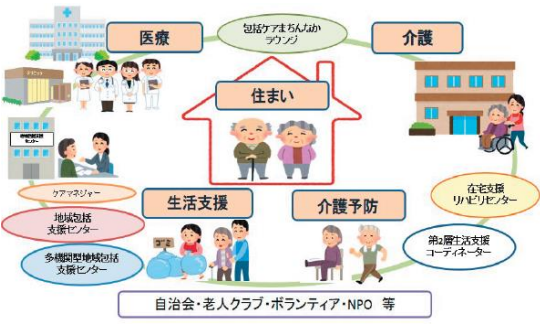 医療
包括ケアまちんなか
ラウンジ
介護
住まい
ケアマネジャー
地域包括
支援センター
多機関型地域包括
支援センター
生活支援
ゴミ
介護予防
在宅支援
リハビリセンター
第2層生活支援
コーディネーター
自治会・老人クラブ・ボランティア・NPO 等